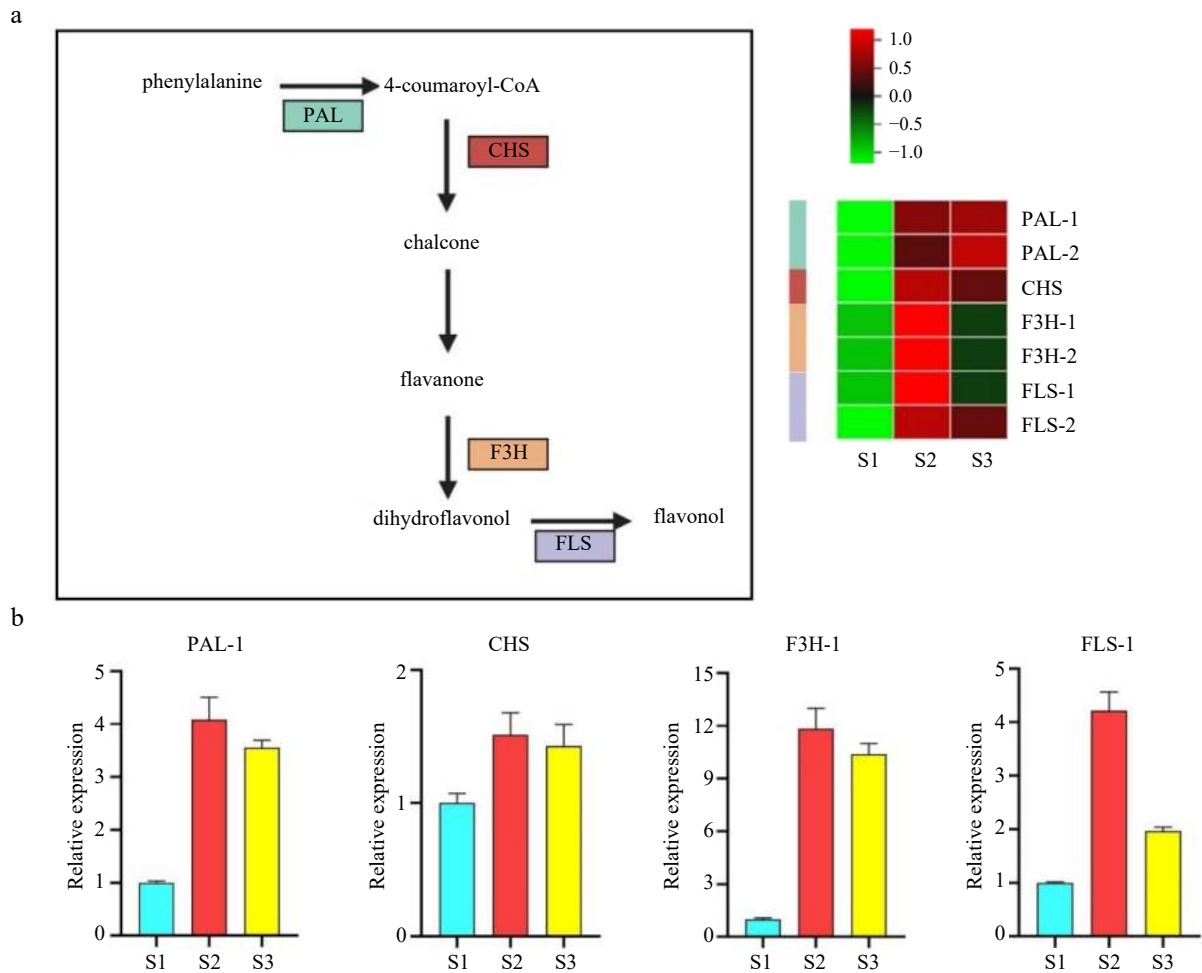 a
phenylalanine
4-coumaroyl-CoA
PAL
CHS
chalcone
flavanone
F3H
dihydroflavonol
flavonol
FLS
1.0
0.5
0.0
−0.5
−1.0
PAL-1
PAL-2
CHS
F3H-1
F3H-2
FLS-1
FLS-2
S1 S2 S3
b
PAL-1
Relative expression
5
4
3
2
1
0
S1 S2 S3
CHS
Relative expression
2
1
0
S1 S2 S3
F3H-1
Relative expression
15
12
9
6
3
0
S1 S2 S3
FLS-1
Relative expression
5
4
3
2
1
0
S1 S2 S3